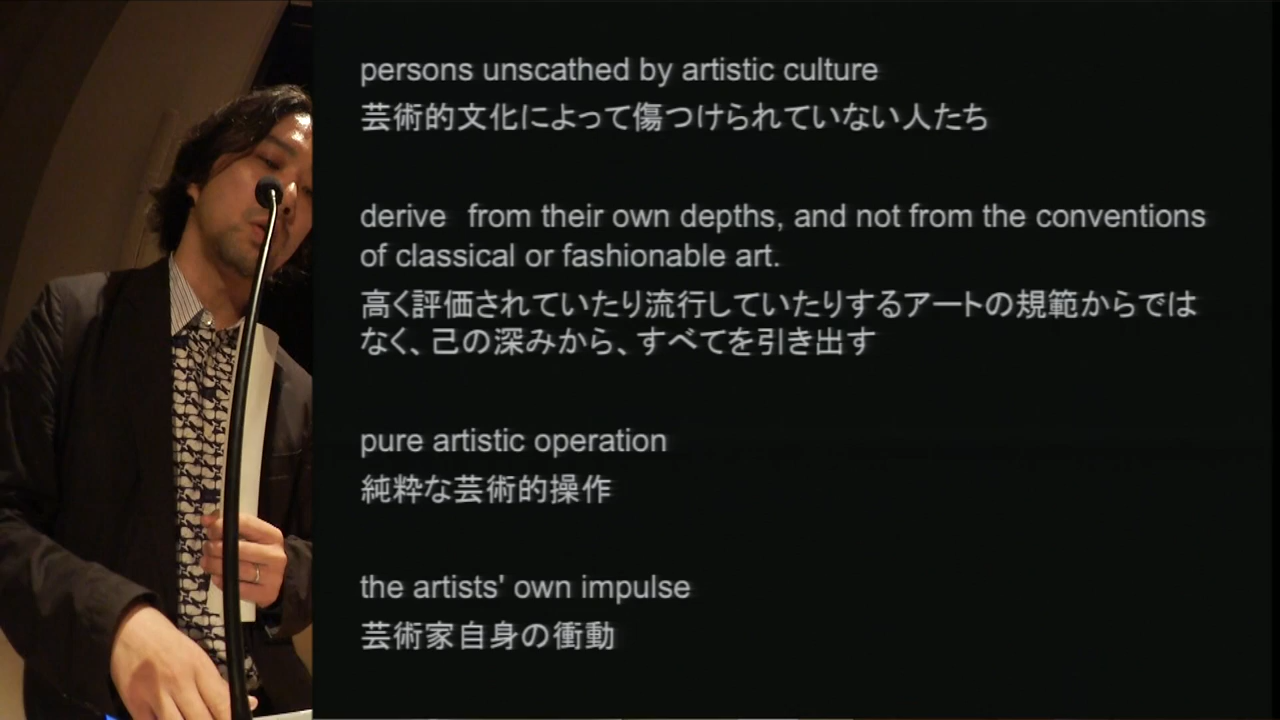 persons unscathed by artistic culture
芸術的文化によって傷つけられていない人たち
derive  from their own depths, and not from the conventions
of classical or fashionable art.
高く評価されていたり流行していたりするアートの規範からでは
なく、己の深みから、すべてを引き出す
pure artistic operation
純粋な芸術的操作
the artists' own impulse
芸術家自身の衝動